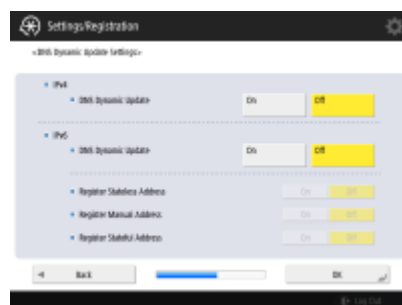 Settings/Registration
<DNS Dynamic Update Settings>
IPv4
DNS Dynamic Update
On
Off
IPv6
DNS Dynamic Update
On
Off
Register Stateless Address
On
Off
Register Manual Address
On
Off
Register Stateful Address
On
Off
Back
OK
Log Out